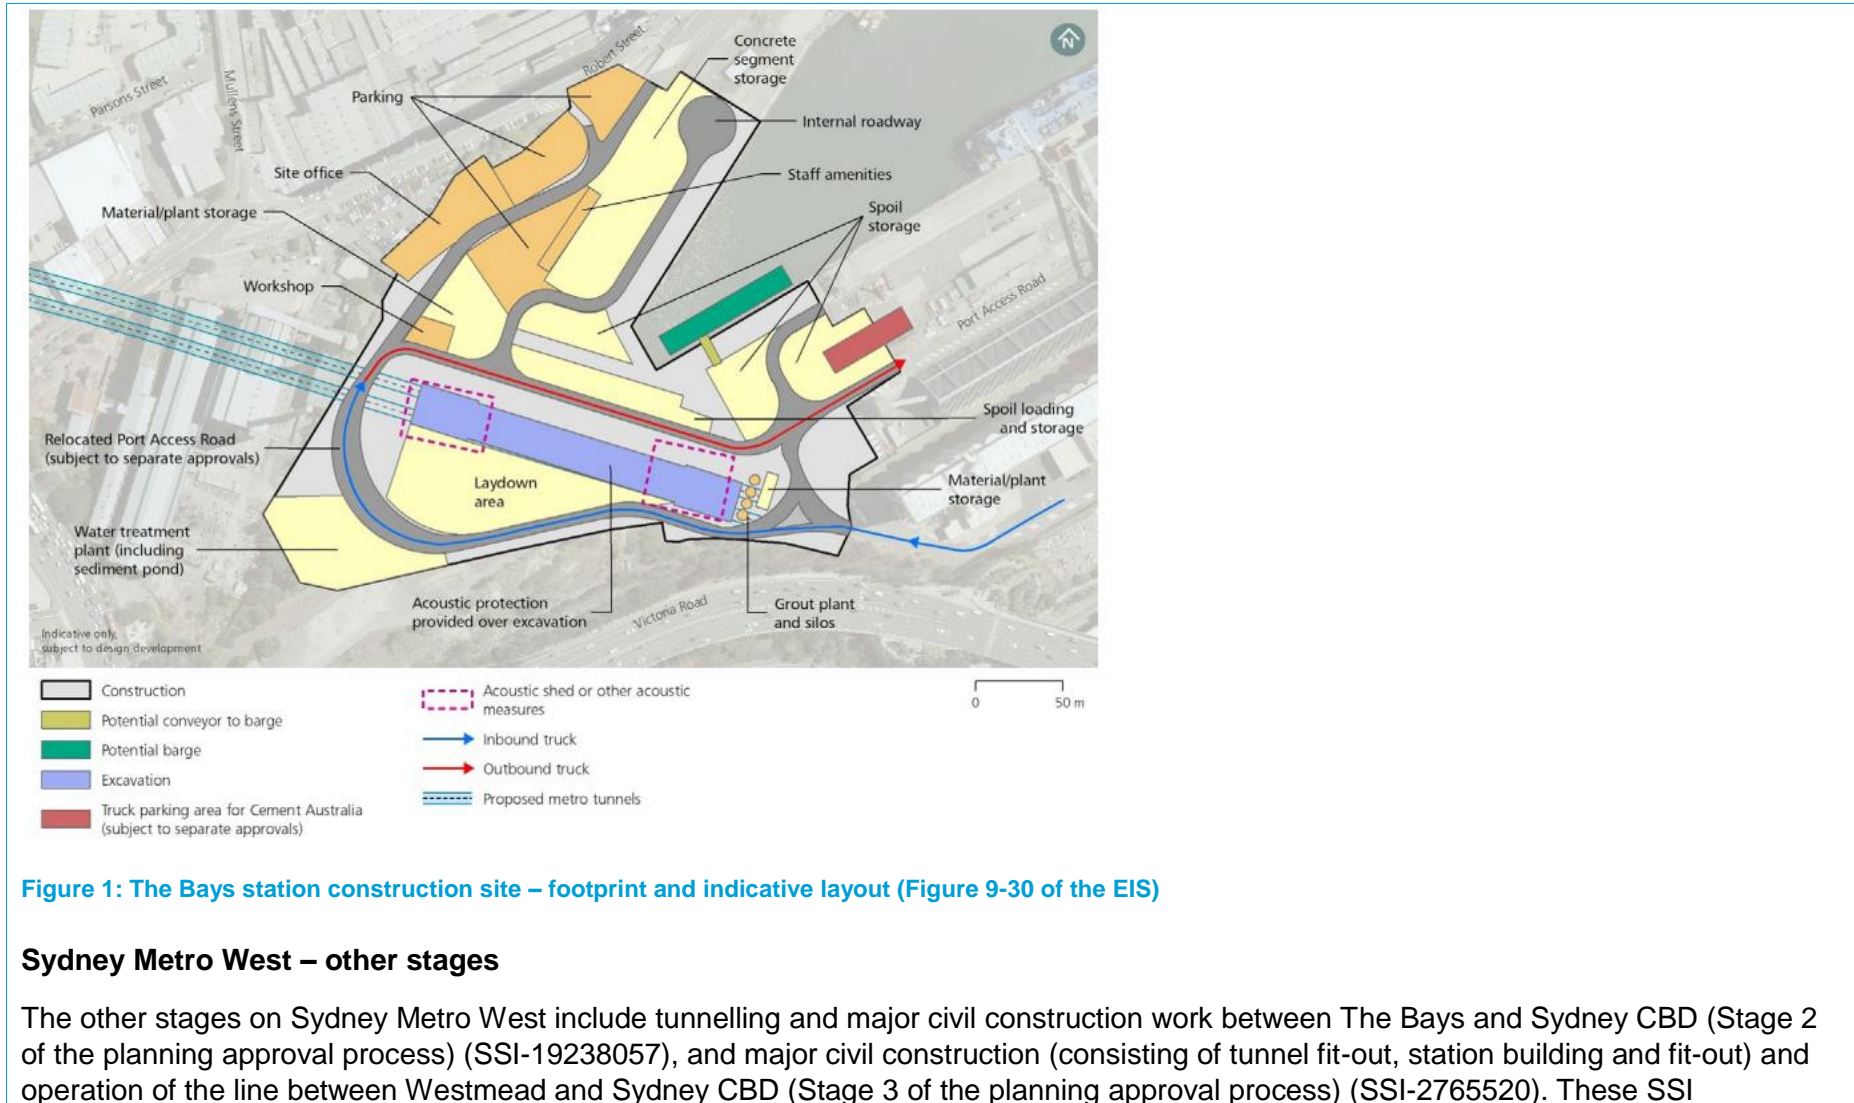 Robert Street
Parsons Street
Mullens Street
Concrete
segment
storage
N
Parking
Internal roadway
Site office
Staff amenities
Material/plant storage
Spoil
storage
Workshop
Port Access Road
Relocated Port Access Road
(subject to separate approvals)
Spoil loading
and storage
Laydown
area
Material/plant
storage
Water treatment
plant (including
sediment pond)
Acoustic protection
provided over excavation
Victoria Road
Grout plant
and silos
Indicative only,
subject to design development
Construction
Potential conveyor to barge
Potential barge
Excavation
Truck parking area for Cement Australia
(subject to separate approvals)
Acoustic shed or other acoustic
measures
Inbound truck
Outbound truck
Proposed metro tunnels
0 50 m
Figure 1: The Bays station construction site – footprint and indicative layout (Figure 9-30 of the EIS)
Sydney Metro West – other stages
The other stages on Sydney Metro West include tunnelling and major civil construction work between The Bays and Sydney CBD (Stage 2
of the planning approval process) (SSI-19238057), and major civil construction (consisting of tunnel fit-out, station building and fit-out) and
operation of the line between Westmead and Sydney CBD (Stage 3 of the planning approval process) (SSI-2765520). These SSI